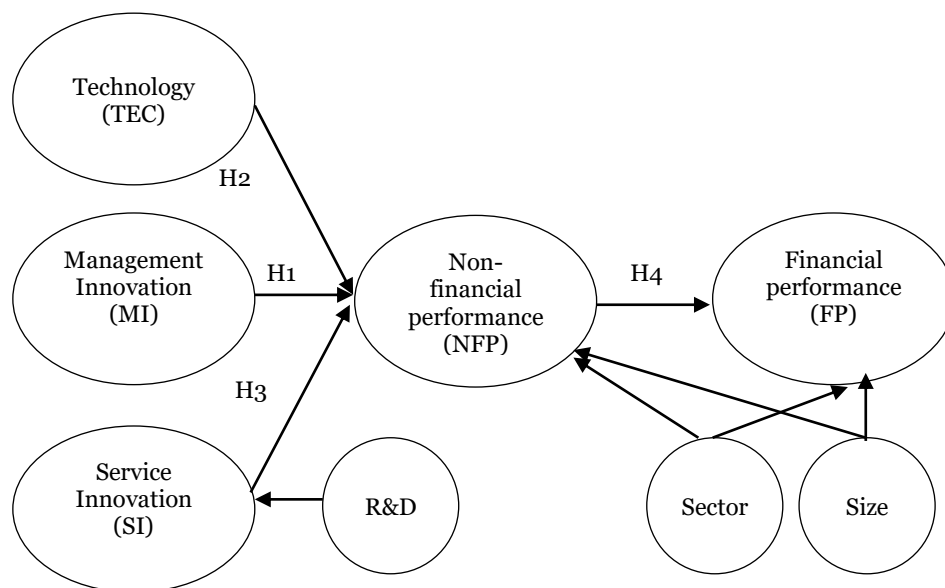 Technology
(TEC)
H2
Management
Innovation
(MI)
H1
Non-
financial
performance
(NFP)
H4
Financial
performance
(FP)
H3
Service
Innovation
(SI)
R&D
Sector
Size